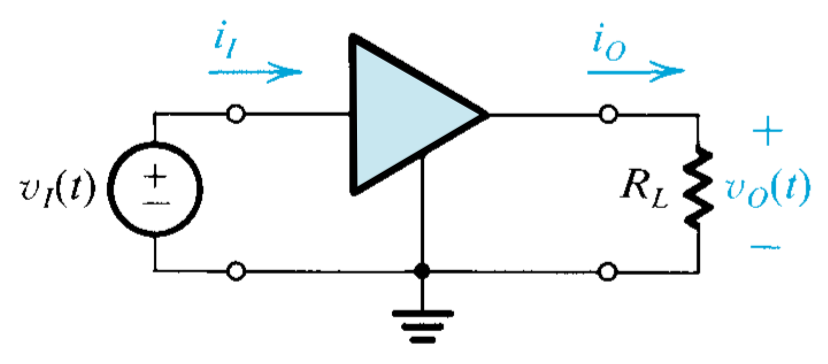 i_I
i_O
+
v_I(t)
+
−
R_L
v_O(t)
−